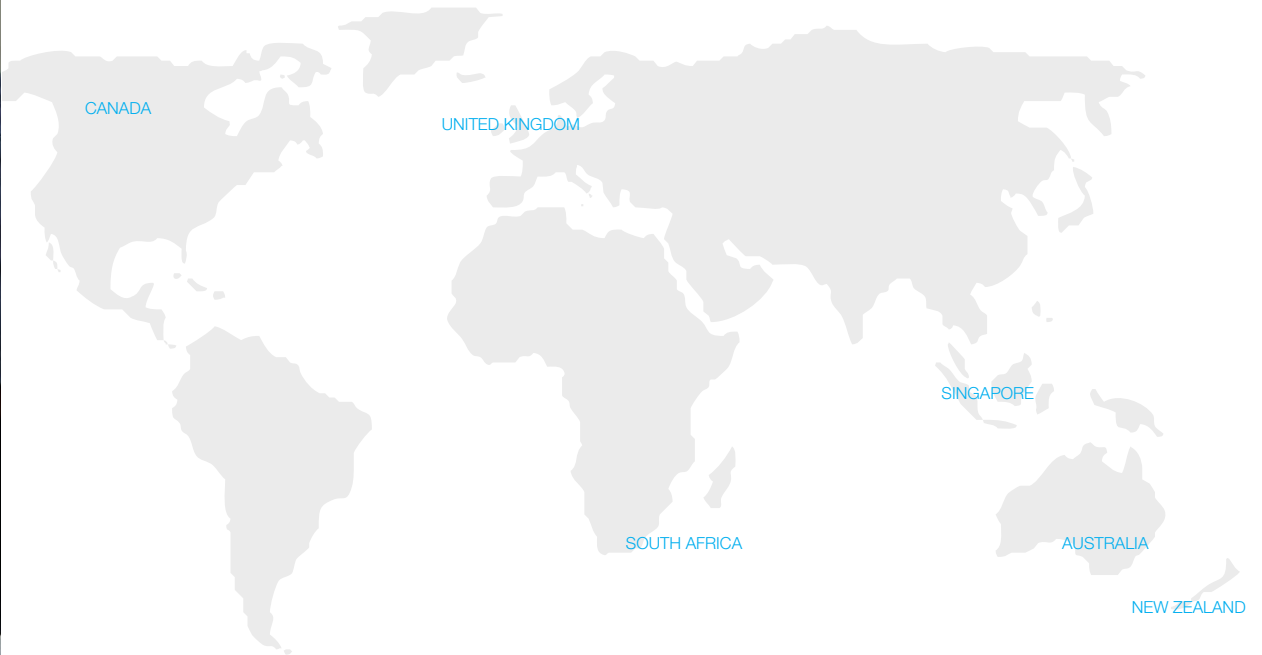 CANADA
UNITED KINGDOM
SINGAPORE
SOUTH AFRICA
AUSTRALIA
NEW ZEALAND